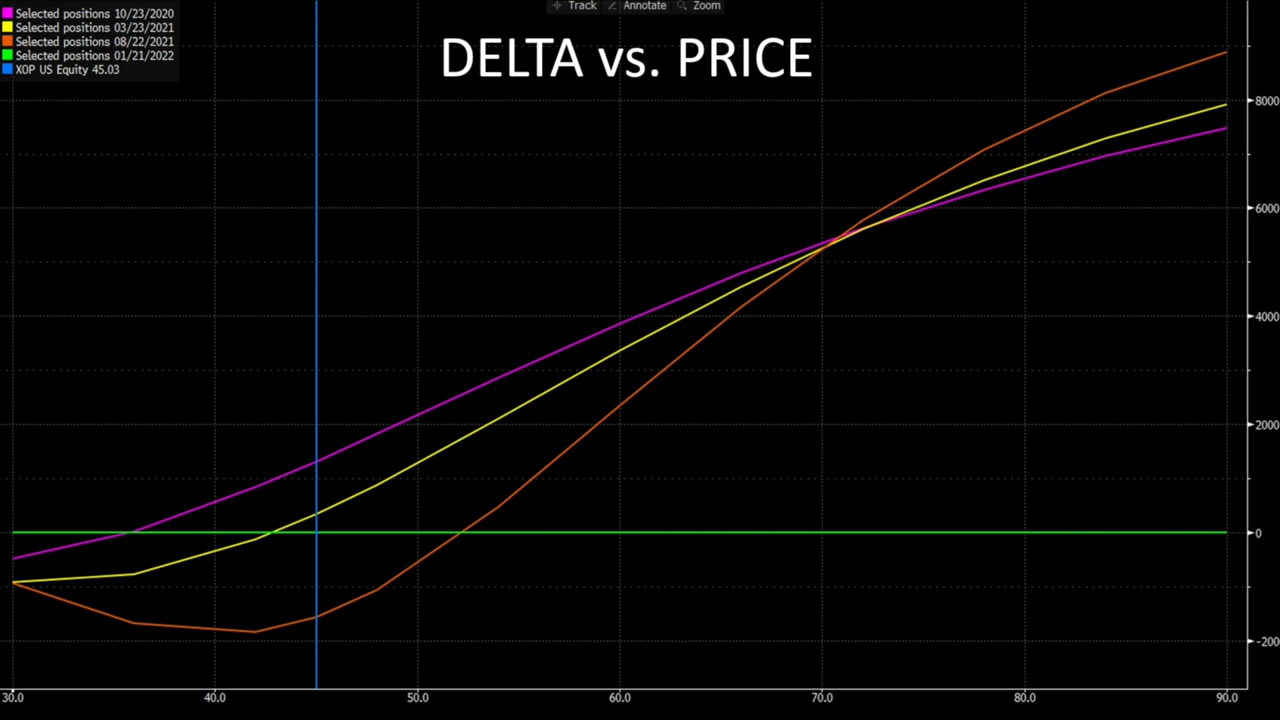 Track Annotate Zoom
Selected positions 10/23/2020
Selected positions 03/23/2021
Selected positions 08/22/2021
Selected positions 01/21/2022
XOP US Equity 45.03
DELTA vs. PRICE
8000
6000
4000
2000
0
-2000
30.0 40.0 50.0 60.0 70.0 80.0 90.0